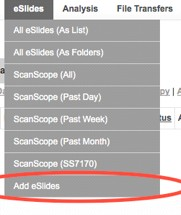 eSlides Analysis File Transfers
All eSlides (As List)
All eSlides (As Folders)
ScanScope (All)
ScanScope (Past Day)
ScanScope (Past Week)
ScanScope (Past Month)
ScanScope (SS7170)
Add eSlides